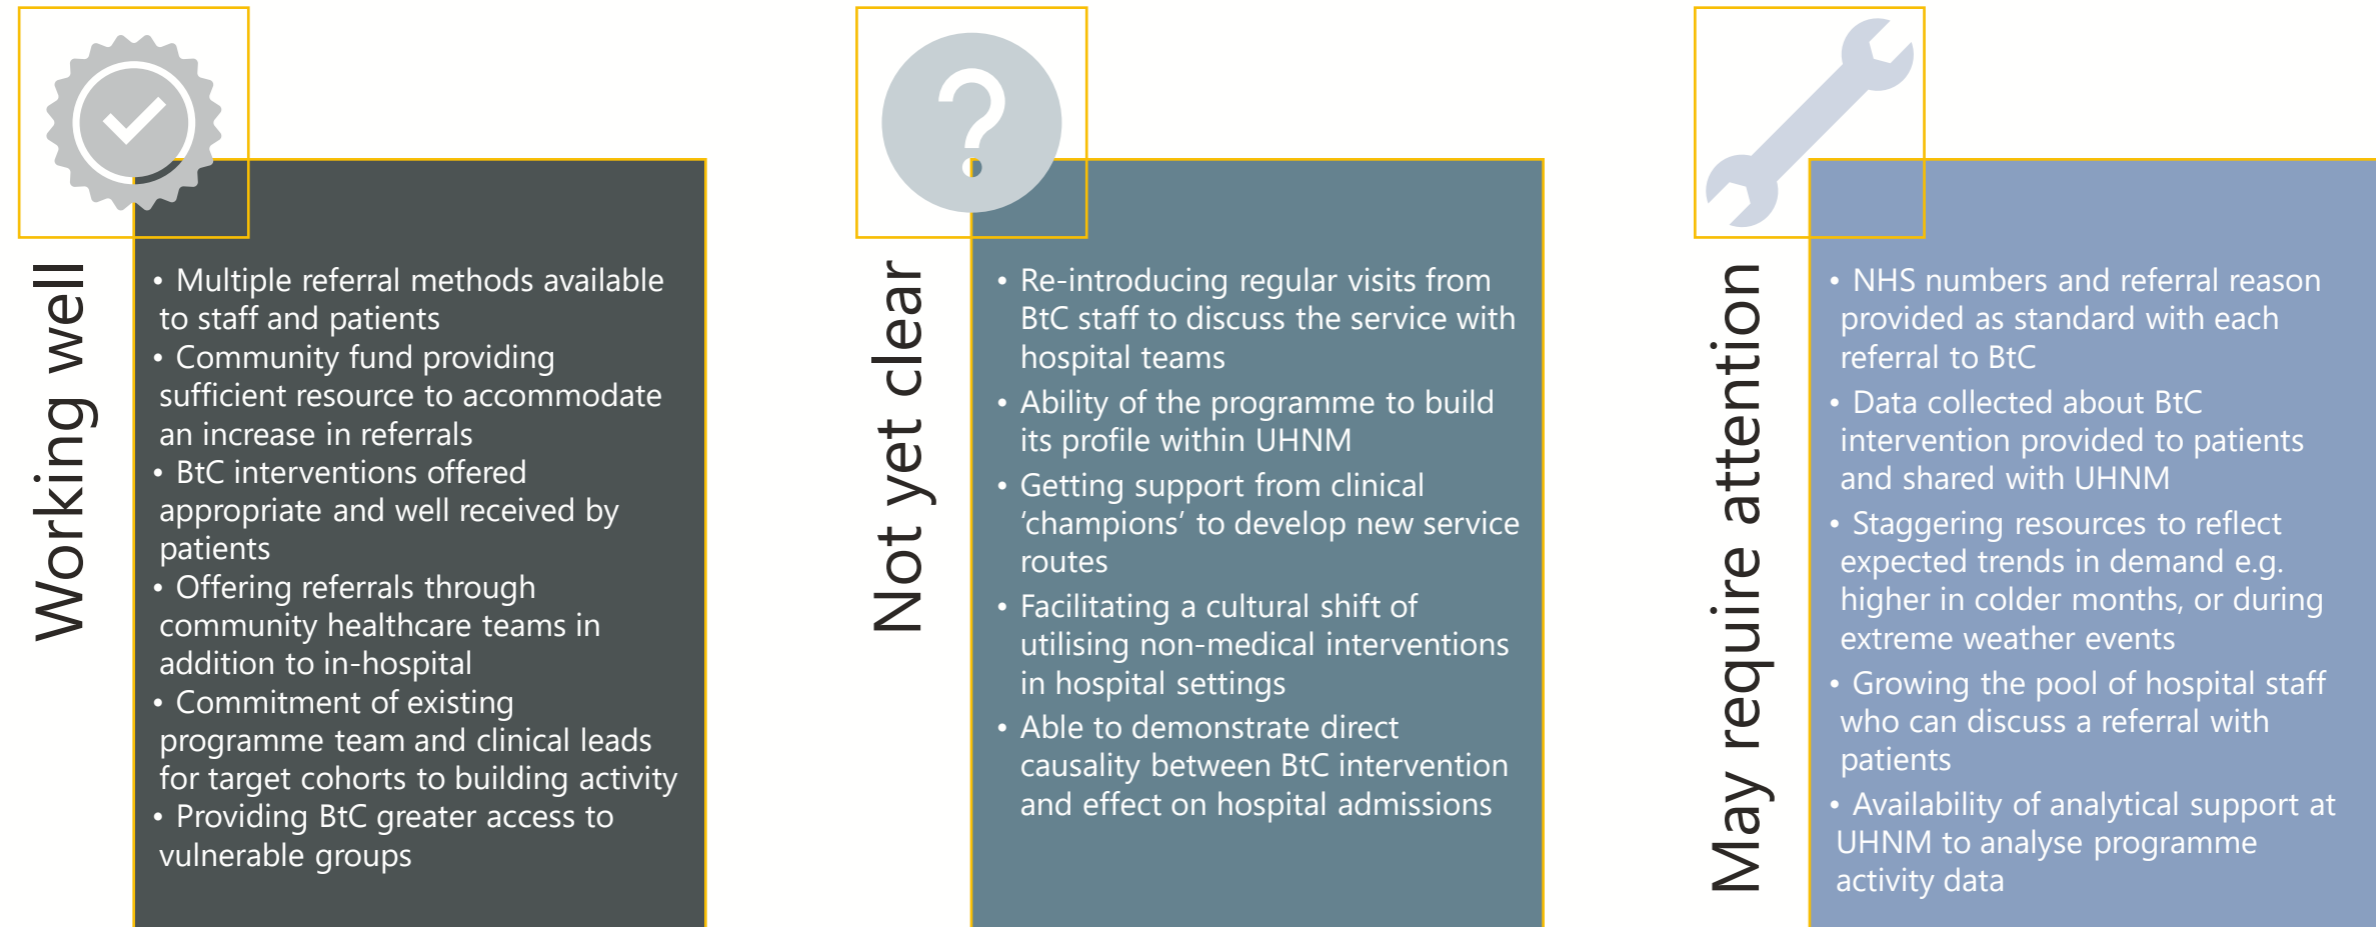 Working well
• Multiple referral methods available
to staff and patients
• Community fund providing
sufficient resource to accommodate
an increase in referrals
• BtC interventions offered
appropriate and well received by
patients
• Offering referrals through
community healthcare teams in
addition to in-hospital
• Commitment of existing
programme team and clinical leads
for target cohorts to building activity
• Providing BtC greater access to
vulnerable groups
Not yet clear
• Re-introducing regular visits from
BtC staff to discuss the service with
hospital teams
• Ability of the programme to build
its profile within UHNM
• Getting support from clinical
‘champions’ to develop new service
routes
• Facilitating a cultural shift of
utilising non-medical interventions
in hospital settings
• Able to demonstrate direct
causality between BtC intervention
and effect on hospital admissions
May require attention
• NHS numbers and referral reason
provided as standard with each
referral to BtC
• Data collected about BtC
intervention provided to patients
and shared with UHNM
• Staggering resources to reflect
expected trends in demand e.g.
higher in colder months, or during
extreme weather events
• Growing the pool of hospital staff
who can discuss a referral with
patients
• Availability of analytical support at
UHNM to analyse programme
activity data